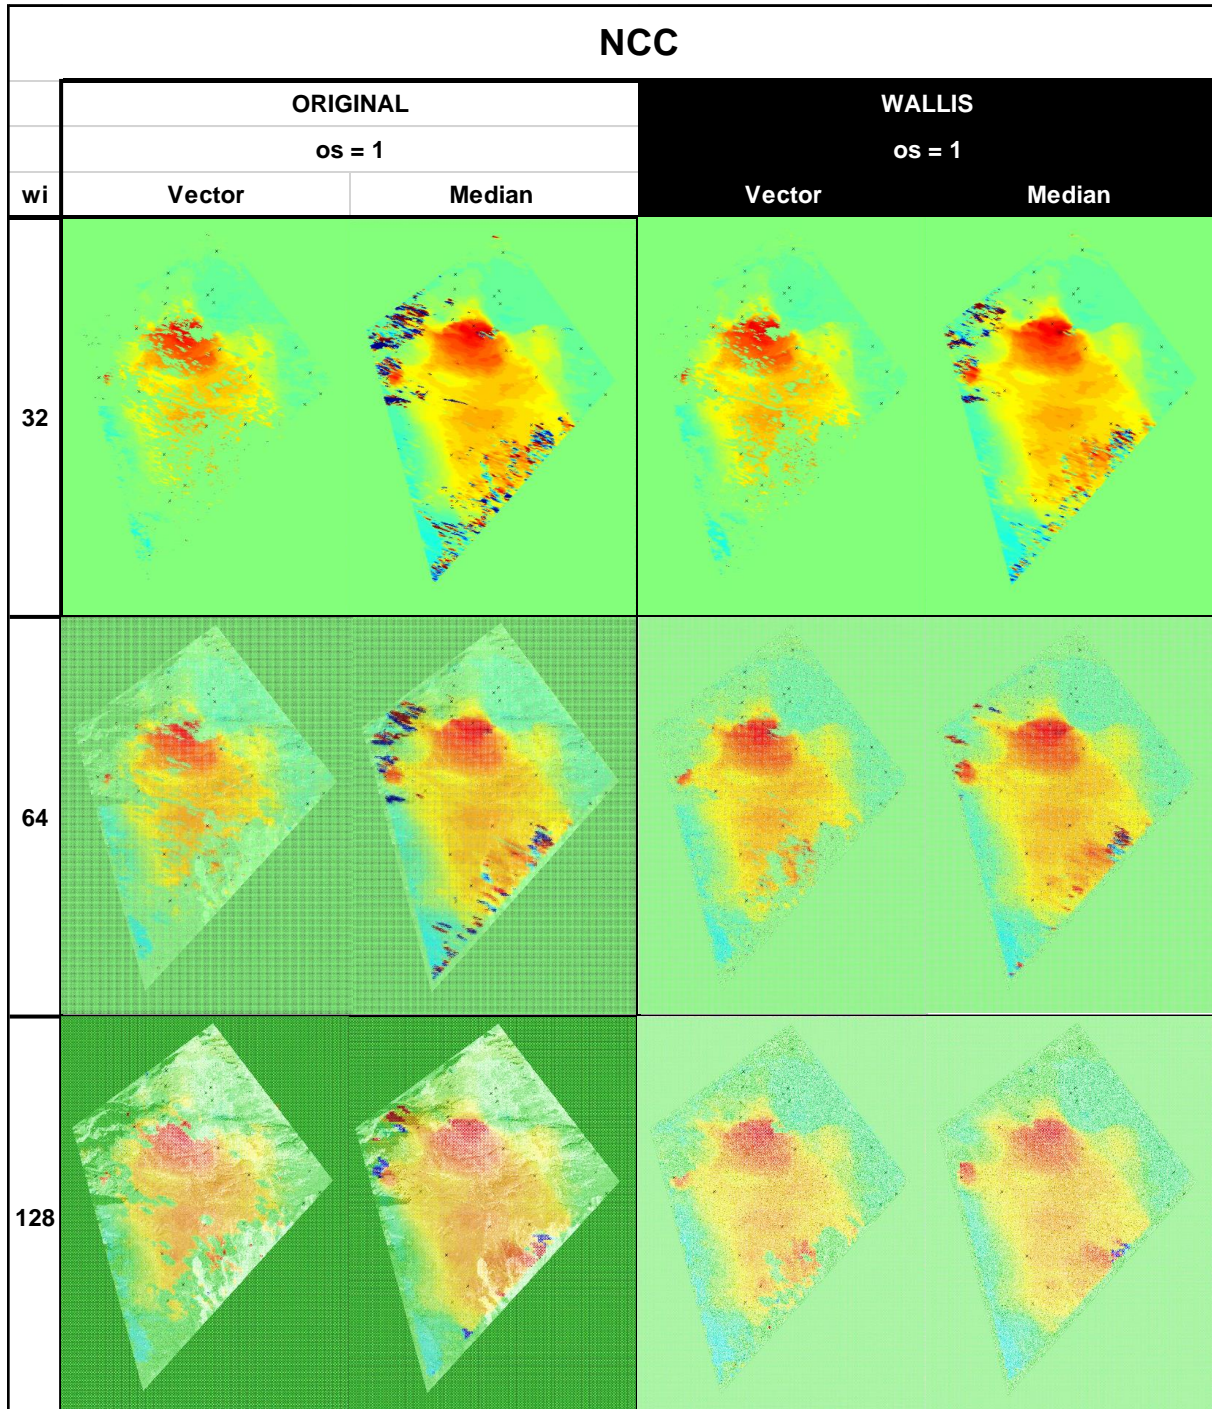 NCC
ORIGINAL WALLIS
os = 1 os = 1
wi Vector Median Vector Median
32
64
128